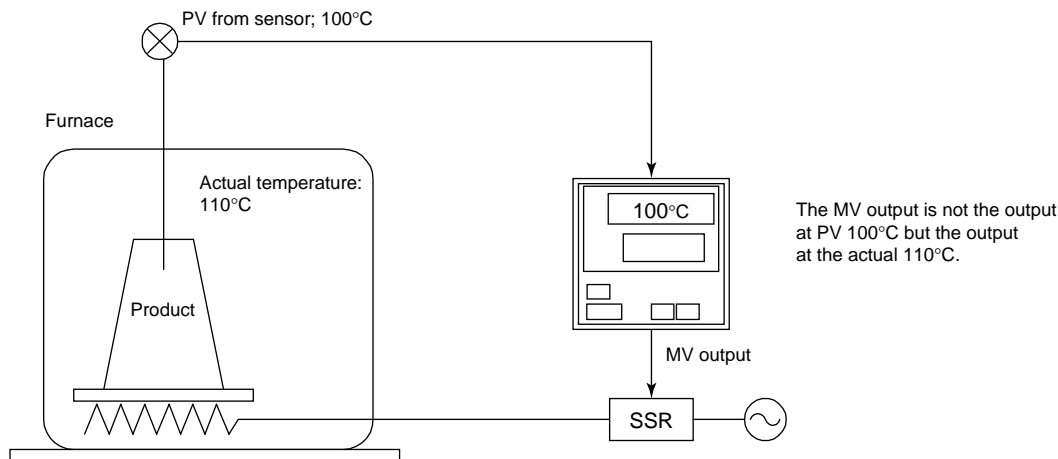 PV from sensor; 100°C
Furnace
Actual temperature:
110°C
100°C
The MV output is not the output
at PV 100°C but the output
at the actual 110°C.
Product
MV output
SSR